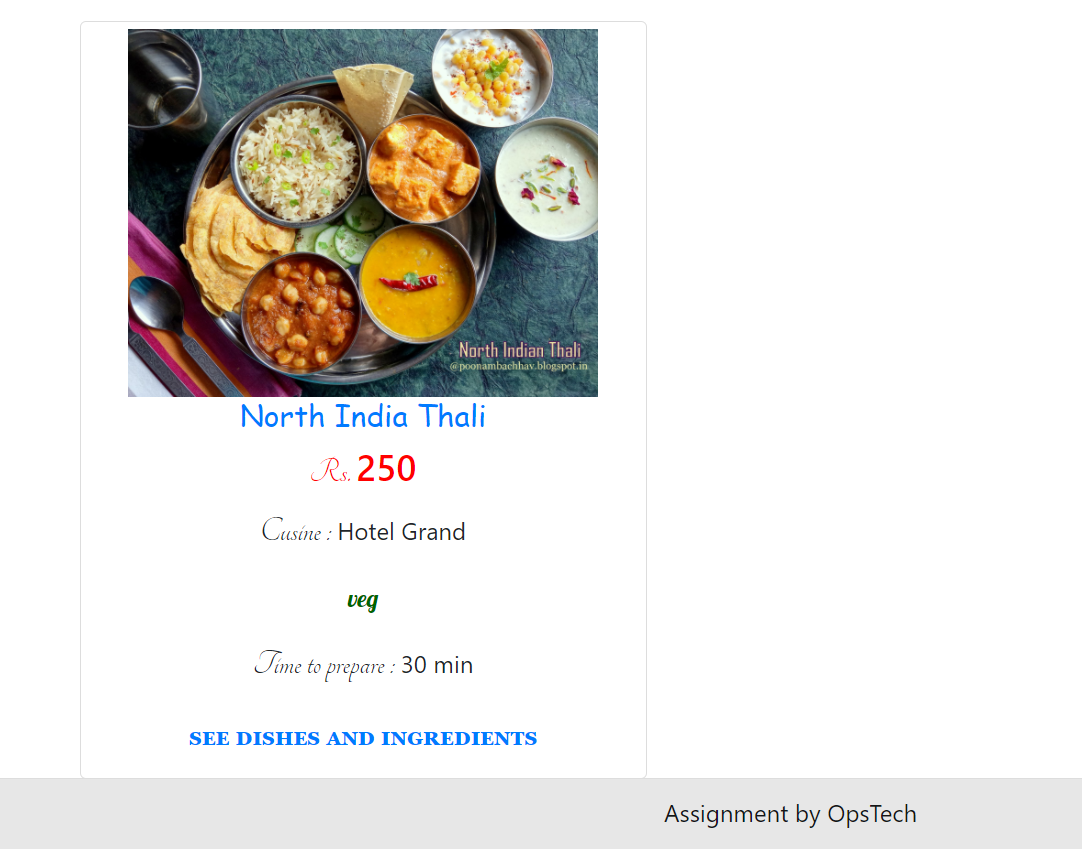 North Indian Thali
@poonambachhav.blogspot.in
North India Thali
Rs. 250
Cusine : Hotel Grand
veg
Time to prepare : 30 min
SEE DISHES AND INGREDIENTS
Assignment by OpsTech